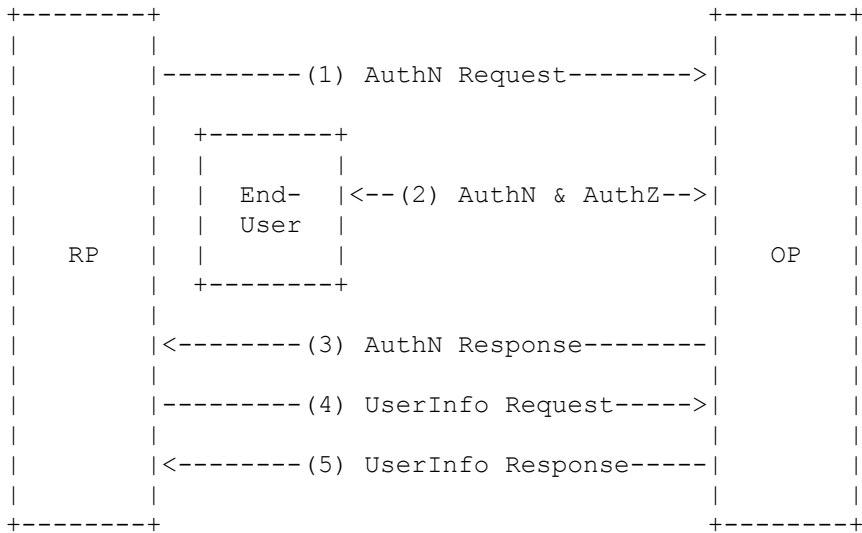 (1) AuthN Request
End-
<--(2) AuthN & AuthZ-->
User
RP
OP
(3) AuthN Response
(4) UserInfo Request
(5) UserInfo Response